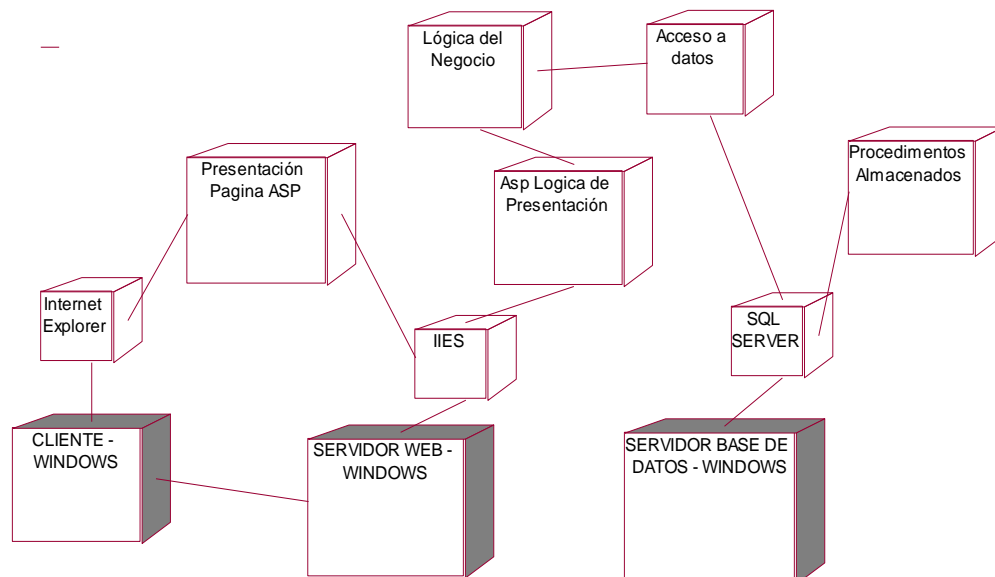 Lógica del
Negocio
Acceso a
datos
Presentación
Pagina ASP
Asp Logica de
Presentación
Procedimentos
Almacenados
Internet
Explorer
IIES
SQL
SERVER
CLIENTE -
WINDOWS
SERVIDOR WEB -
WINDOWS
SERVIDOR BASE DE
DATOS - WINDOWS